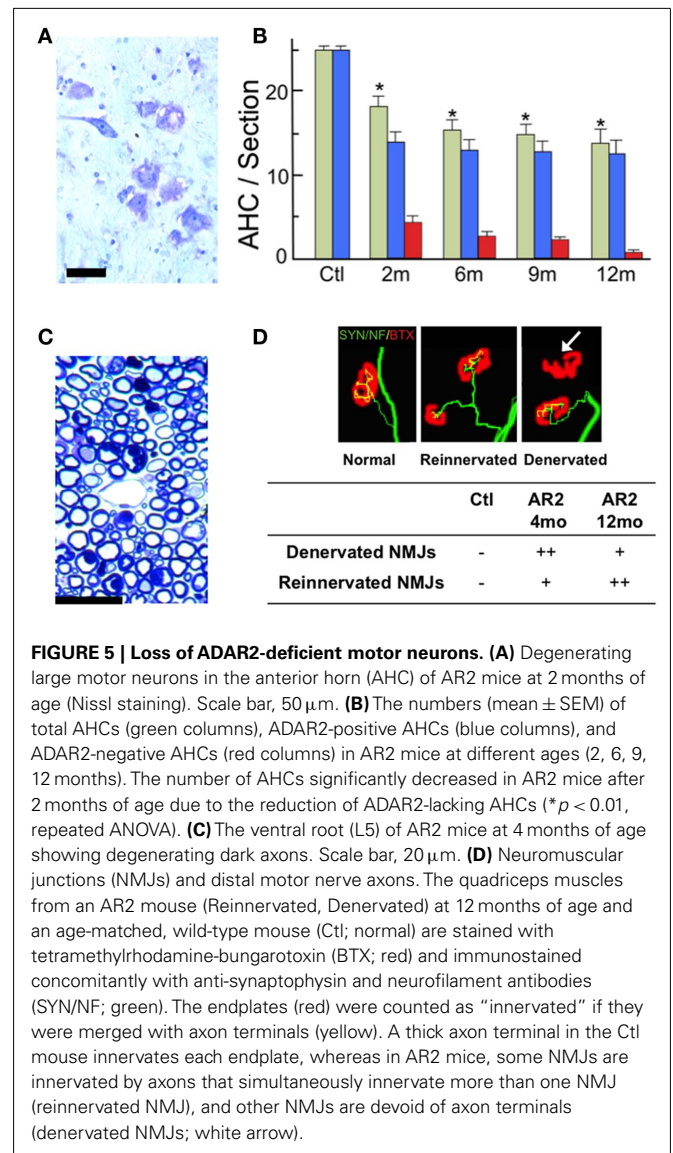 A
B
AHC / Section
20
10
0
*
*
*
*
Ctl 2m 6m 9m 12m
C
D
SYN/NF/BTX
Normal Reinnervated Denervated
Ctl AR2 4mo AR2 12mo
Denervated NMJs - ++ +
Reinnervated NMJs - + ++
FIGURE 5 | Loss of ADAR2-deficient motor neurons. (A) Degenerating
large motor neurons in the anterior horn (AHC) of AR2 mice at 2 months of
age (Nissl staining). Scale bar, 50 μm. (B) The numbers (mean ± SEM) of
total AHCs (green columns), ADAR2-positive AHCs (blue columns), and
ADAR2-negative AHCs (red columns) in AR2 mice at different ages (2, 6, 9,
12 months). The number of AHCs significantly decreased in AR2 mice after
2 months of age due to the reduction of ADAR2-lacking AHCs (*p < 0.01,
repeated ANOVA). (C) The ventral root (L5) of AR2 mice at 4 months of age
showing degenerating dark axons. Scale bar, 20 μm. (D) Neuromuscular
junctions (NMJs) and distal motor nerve axons. The quadriceps muscles
from an AR2 mouse (Reinnervated, Denervated) at 12 months of age and
an age-matched, wild-type mouse (Ctl; normal) are stained with
tetramethylrhodamine-bungarotoxin (BTX; red) and immunostained
concomitantly with anti-synaptophysin and neurofilament antibodies
(SYN/NF; green). The endplates (red) were counted as “innervated” if they
were merged with axon terminals (yellow). A thick axon terminal in the Ctl
mouse innervates each endplate, whereas in AR2 mice, some NMJs are
innervated by axons that simultaneously innervate more than one NMJ
(reinnervated NMJ), and other NMJs are devoid of axon terminals
(denervated NMJs; white arrow).